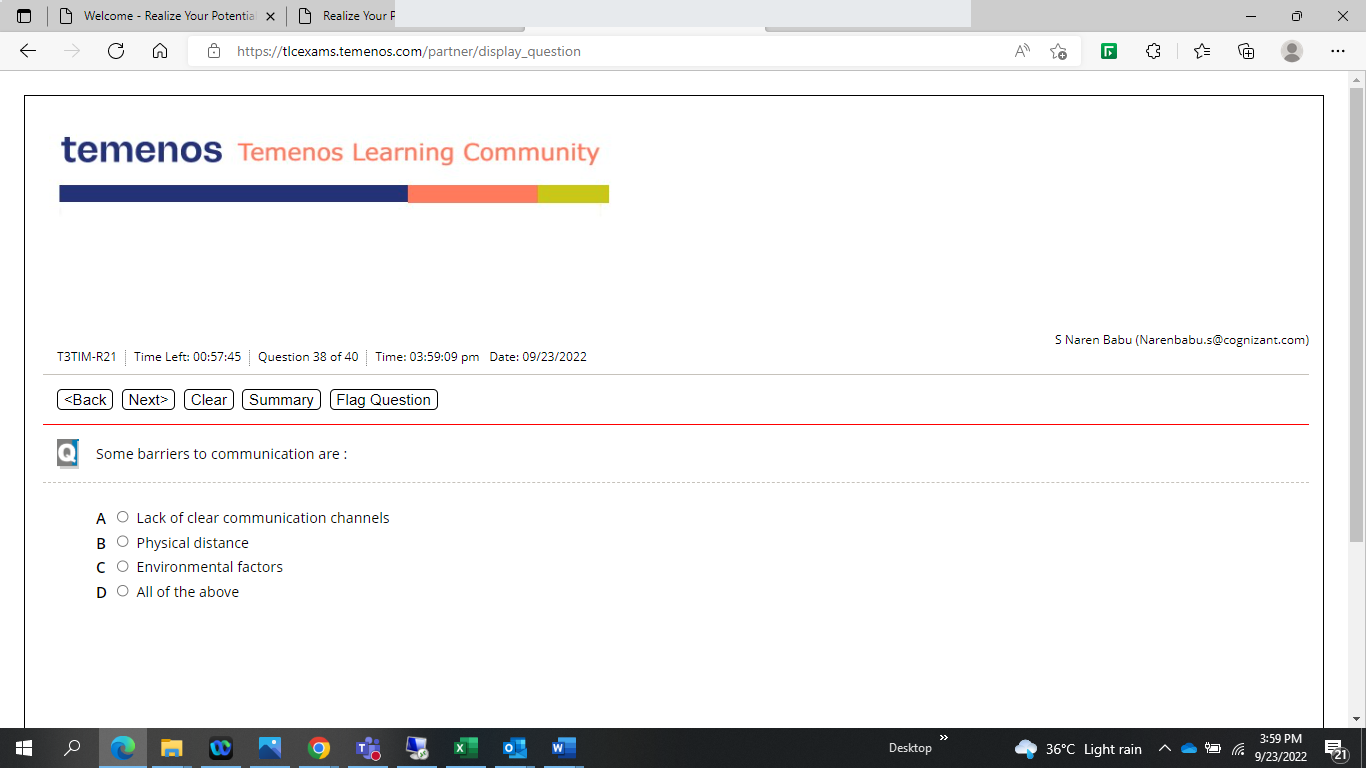 Welcome - Realize Your Potential
Realize Your P
https://tlcexams.temenos.com/partner/display_question
temenos Temenos Learning Community
S Naren Babu (Narenbabu.s@cognizant.com)
T3TIM-R21 Time Left: 00:57:45 Question 38 of 40 Time: 03:59:09 pm Date: 09/23/2022
<Back Next> Clear Summary Flag Question
Q Some barriers to communication are :
A Lack of clear communication channels
B Physical distance
C Environmental factors
D All of the above
Desktop » 36°C Light rain 3:59 PM
9/23/2022 21